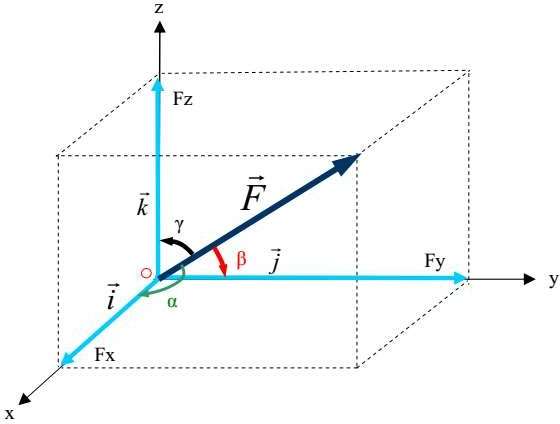 z
Fz
k⃗
F⃗
γ
β
j⃗
Fy
y
O
i⃗
α
Fx
x